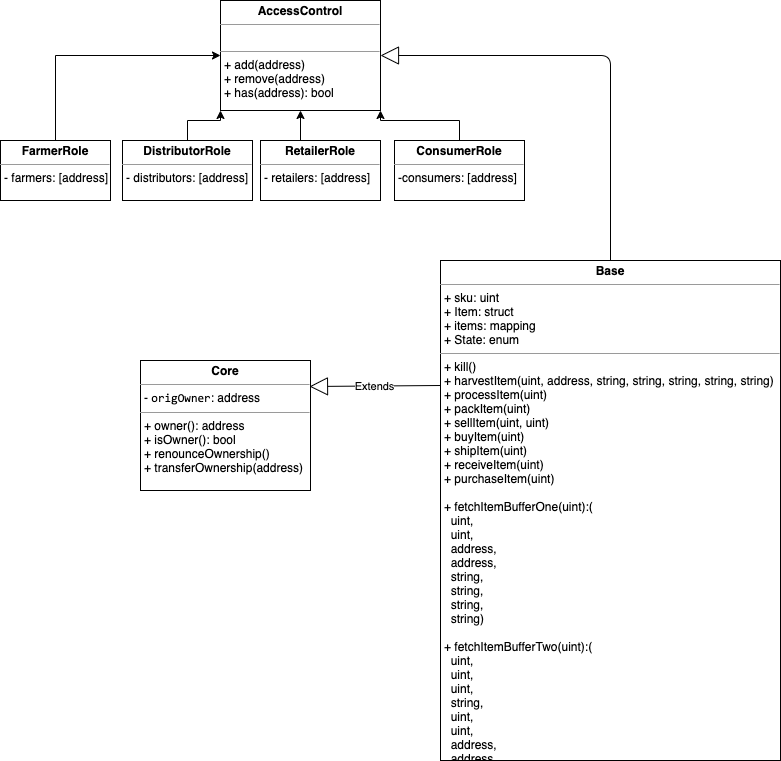 AccessControl
+ add(address)
+ remove(address)
+ has(address): bool
FarmerRole
- farmers: [address]
DistributorRole
- distributors: [address]
RetailerRole
- retailers: [address]
ConsumerRole
-consumers: [address]
Base
+ sku: uint
+ Item: struct
+ items: mapping
+ State: enum
+ kill()
+ harvestItem(uint, address, string, string, string, string, string)
+ processItem(uint)
+ packItem(uint)
+ sellItem(uint, uint)
+ buyItem(uint)
+ shipItem(uint)
+ receiveItem(uint)
+ purchaseItem(uint)
+ fetchItemBufferOne(uint):(
uint,
uint,
address,
address,
string,
string,
string,
string)
+ fetchItemBufferTwo(uint):(
uint,
uint,
uint,
string,
uint,
uint,
address,
address
Core
- origOwner: address
+ owner(): address
+ isOwner(): bool
+ renounceOwnership()
+ transferOwnership(address)
Extends